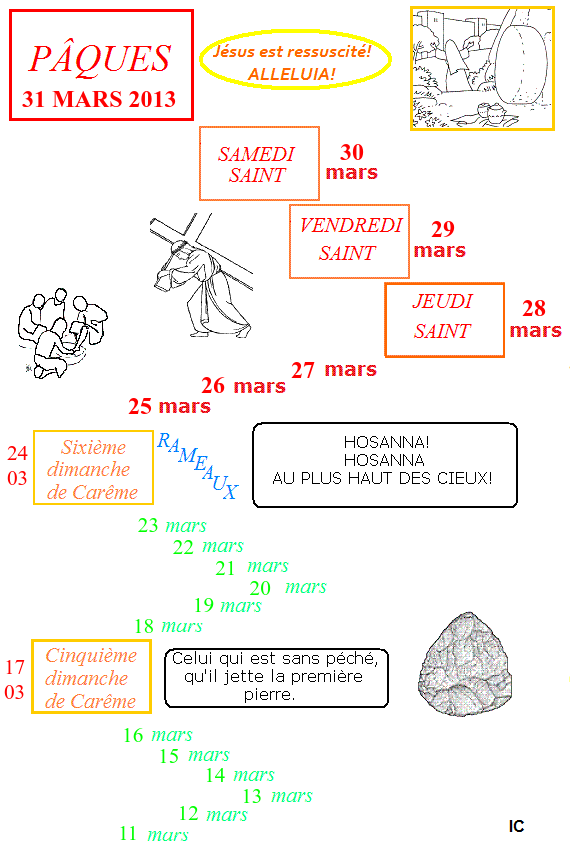 PÂQUES
31 MARS 2013
Jésus est ressuscité!
ALLELUIA!
SAMEDI
SAINT
30
mars
VENDREDI
SAINT
29
mars
JEUDI
SAINT
28
mars
27 mars
26 mars
25 mars
24
03
Sixième
dimanche
de Carême
RAMEAUX
HOSANNA!
HOSANNA
AU PLUS HAUT DES CIEUX!
23 mars
22 mars
21 mars
20 mars
19 mars
18 mars
17
03
Cinquième
dimanche
de Carême
Celui qui est sans péché,
qu'il jette la première
pierre.
16 mars
15 mars
14 mars
13 mars
12 mars
11 mars
IC